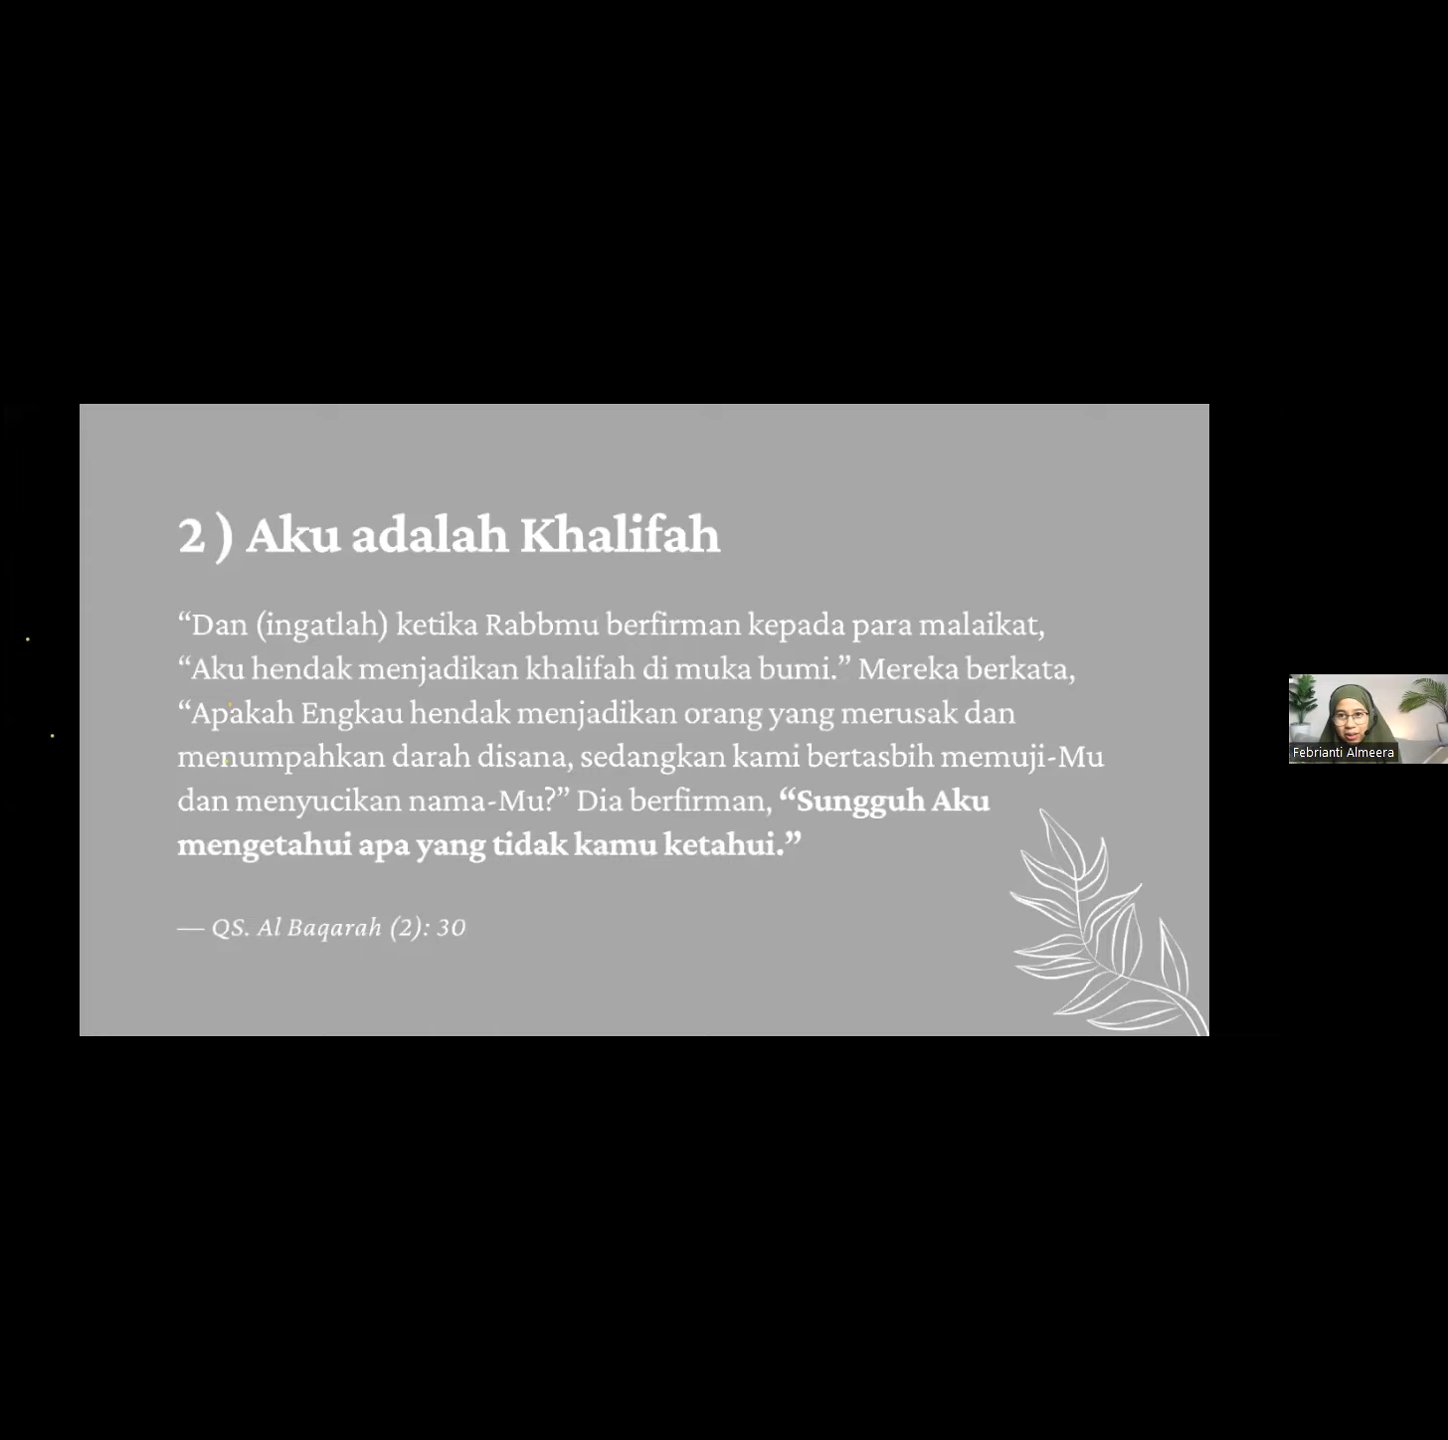 2 ) Aku adalah Khalifah
“Dan (ingatlah) ketika Rabbmu berfirman kepada para malaikat,
“Aku hendak menjadikan khalifah di muka bumi.” Mereka berkata,
“Apakah Engkau hendak menjadikan orang yang merusak dan
menumpahkan darah disana, sedangkan kami bertasbih memuji-Mu
dan menyucikan nama-Mu?” Dia berfirman, “Sungguh Aku
mengetahui apa yang tidak kamu ketahui.”
— QS. Al Baqarah (2): 30
Febrianti Almeera